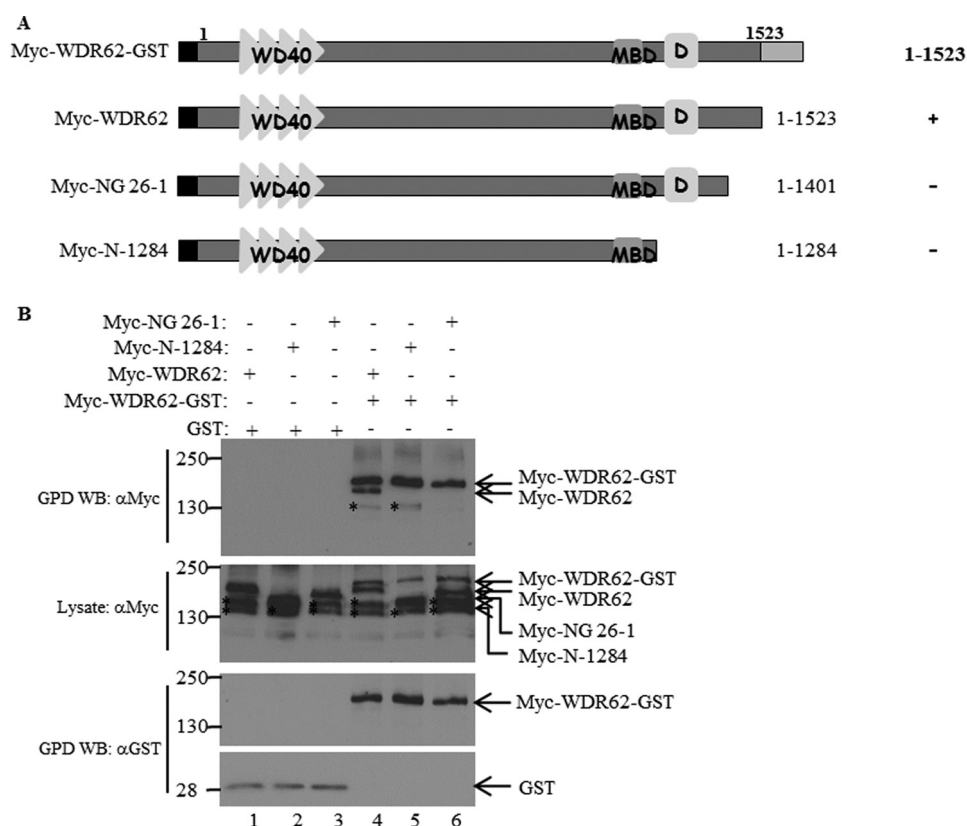 A
1 1523
Myc-WDR62-GST WD40 MBD D 1-1523
Myc-WDR62 WD40 MBD D 1-1523 +
Myc-NG 26-1 WD40 MBD D 1-1401 -
Myc-N-1284 WD40 MBD 1-1284 -
B
Myc-NG 26-1: - - + - - +
Myc-N-1284: - + - - + -
Myc-WDR62: + - - + - -
Myc-WDR62-GST: - - - + + +
GST: + + + - - -
250
GPD WB: αMyc
130
* *
Myc-WDR62-GST
Myc-WDR62
250
Lysate: αMyc
130
* * * * * * * * * *
Myc-WDR62-GST
Myc-WDR62
Myc-NG 26-1
Myc-N-1284
250
130
Myc-WDR62-GST
GPD WB: αGST
28
GST
1 2 3 4 5 6